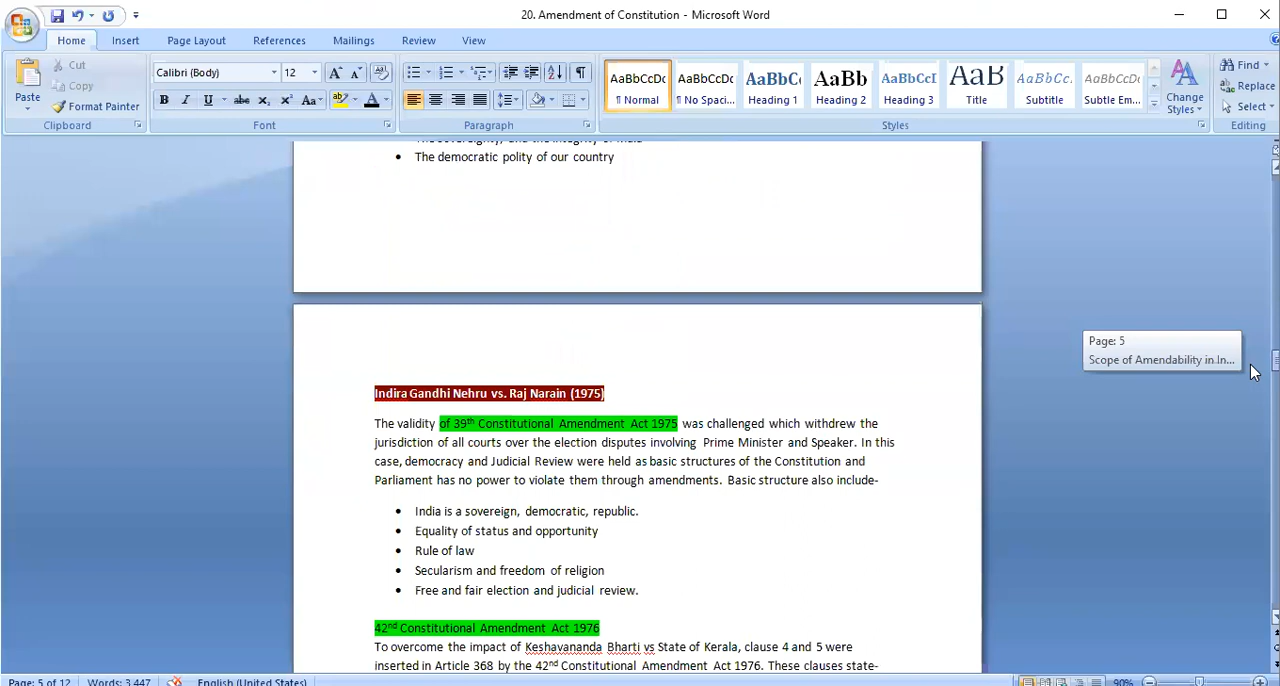 20. Amendment of Constitution - Microsoft Word
Home Insert Page Layout References Mailings Review View
Paste
Cut
Copy
Format Painter
Clipboard
Calibri (Body) 12
Font
Paragraph
AaBbCcDc AaBbCcDc AaBbC AaBb AaBbCcI AaB AaBbCc. AaBbCcDc
¶ Normal ¶ No Spaci... Heading 1 Heading 2 Heading 3 Title Subtitle Subtle Em...
Change
Styles
Styles
Find
Replace
Select
Editing
The democratic polity of our country
Page: 5
Scope of Amendability in In...
Indira Gandhi Nehru vs. Raj Narain (1975)
The validity of 39th Constitutional Amendment Act 1975 was challenged which withdrew the
jurisdiction of all courts over the election disputes involving Prime Minister and Speaker. In this
case, democracy and Judicial Review were held as basic structures of the Constitution and
Parliament has no power to violate them through amendments. Basic structure also include-
• India is a sovereign, democratic, republic.
• Equality of status and opportunity
• Rule of law
• Secularism and freedom of religion
• Free and fair election and judicial review.
42nd Constitutional Amendment Act 1976
To overcome the impact of Keshavananda Bharti vs State of Kerala, clause 4 and 5 were
inserted in Article 368 by the 42nd Constitutional Amendment Act 1976. These clauses state-
Page: 5 of 12 Words: 3,447 English (United States) 90%